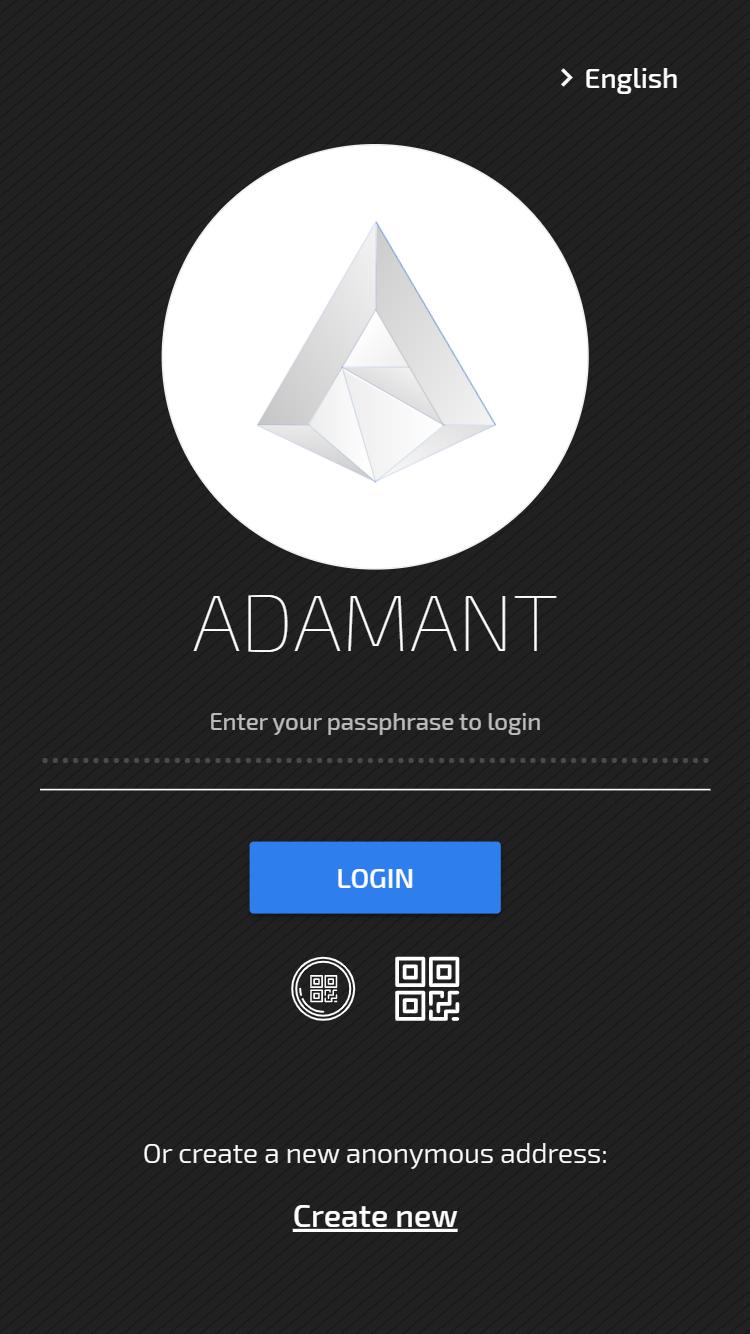 English
ADAMANT
Enter your passphrase to login
LOGIN
Or create a new anonymous address:
Create new